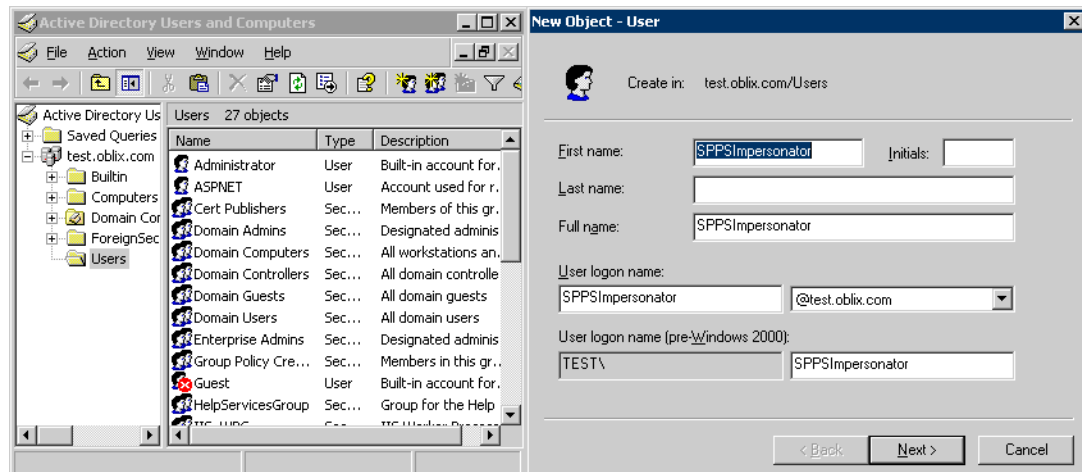 Active Directory Users and Computers
File Action View Window Help
Active Directory Us
Saved Queries
test.oblix.com
Builtin
Computers
Domain Cor
ForeignSec
Users
Users 27 objects
Name Type Description
Administrator User Built-in account for.
ASPNET User Account used for r.
Cert Publishers Sec... Members of this gr.
Domain Admins Sec... Designated adminis
Domain Computers Sec... All workstations an.
Domain Controllers Sec... All domain controlle
Domain Guests Sec... All domain guests
Domain Users Sec... All domain users
Enterprise Admins Sec... Designated adminis
Group Policy Cre... Sec... Members in this gr..
Guest User Built-in account for.
HelpServicesGroup Sec... Group for the Help
New Object - User
Create in: test.oblix.com/Users
First name: SPPSImpersonator Initials:
Last name:
Full name: SPPSImpersonator
User logon name:
SPPSImpersonator @test.oblix.com
User logon name (pre-Windows 2000):
TEST\ SPPSImpersonator
< Back Next > Cancel